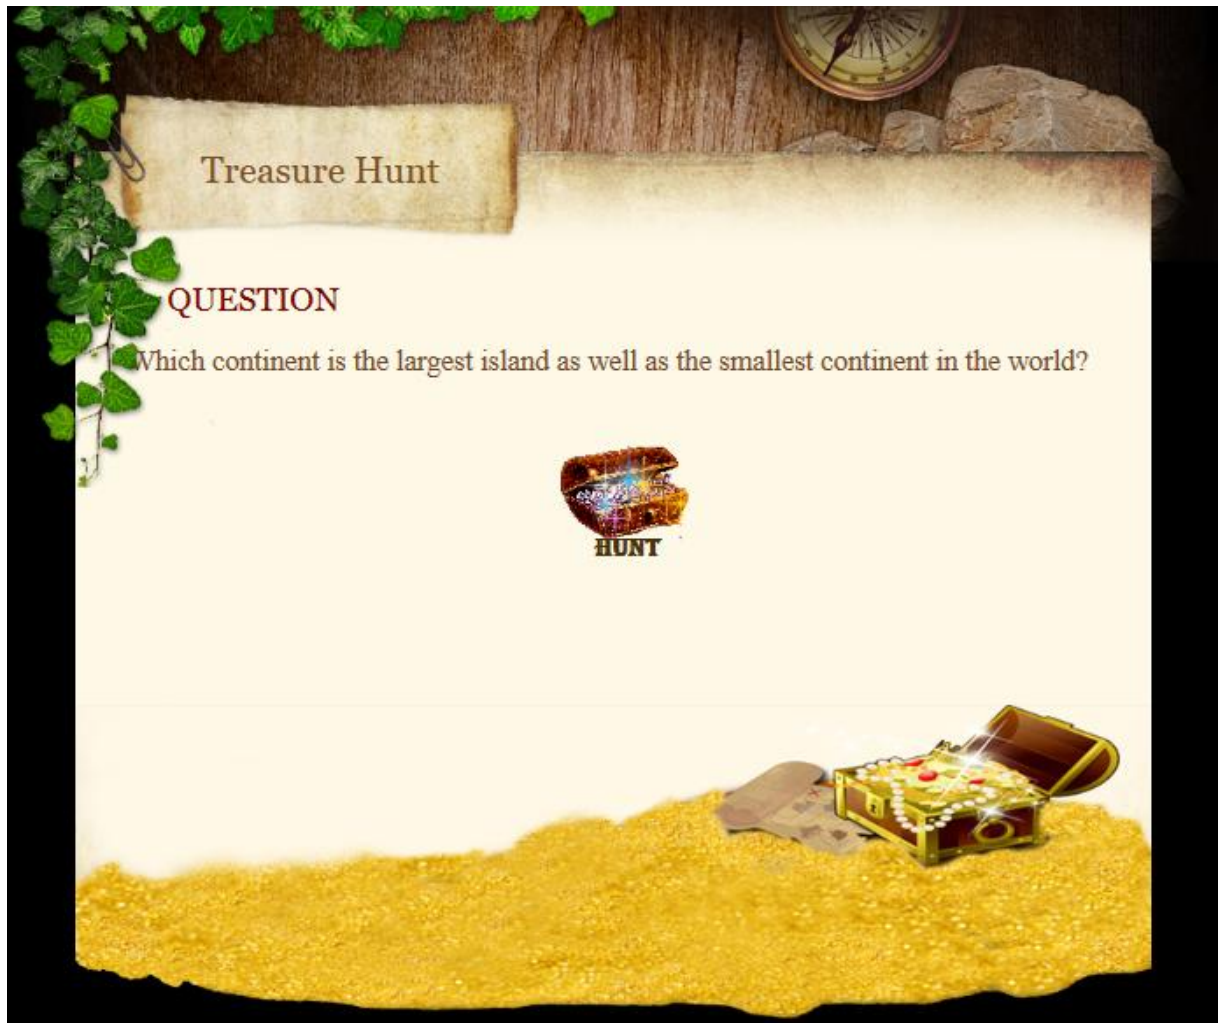 Treasure Hunt
QUESTION
Which continent is the largest island as well as the smallest continent in the world?
HUNT